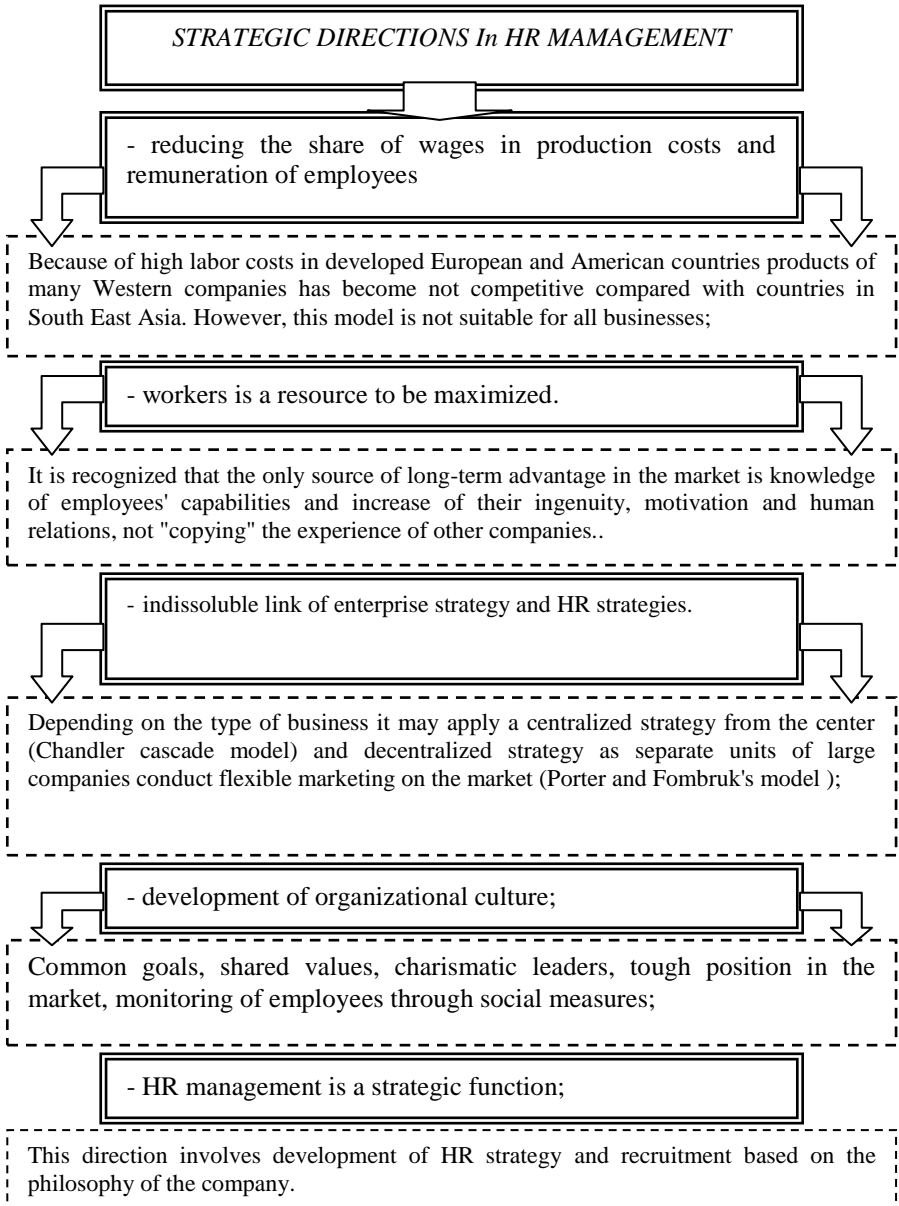 STRATEGIC DIRECTIONS In HR MAMAGEMENT
- reducing the share of wages in production costs and
remuneration of employees
Because of high labor costs in developed European and American countries products of
many Western companies has become not competitive compared with countries in
South East Asia. However, this model is not suitable for all businesses;
- workers is a resource to be maximized.
It is recognized that the only source of long-term advantage in the market is knowledge
of employees' capabilities and increase of their ingenuity, motivation and human
relations, not "copying" the experience of other companies..
- indissoluble link of enterprise strategy and HR strategies.
Depending on the type of business it may apply a centralized strategy from the center
(Chandler cascade model) and decentralized strategy as separate units of large
companies conduct flexible marketing on the market (Porter and Fombruk's model );
- development of organizational culture;
Common goals, shared values, charismatic leaders, tough position in the
market, monitoring of employees through social measures;
- HR management is a strategic function;
This direction involves development of HR strategy and recruitment based on the
philosophy of the company.